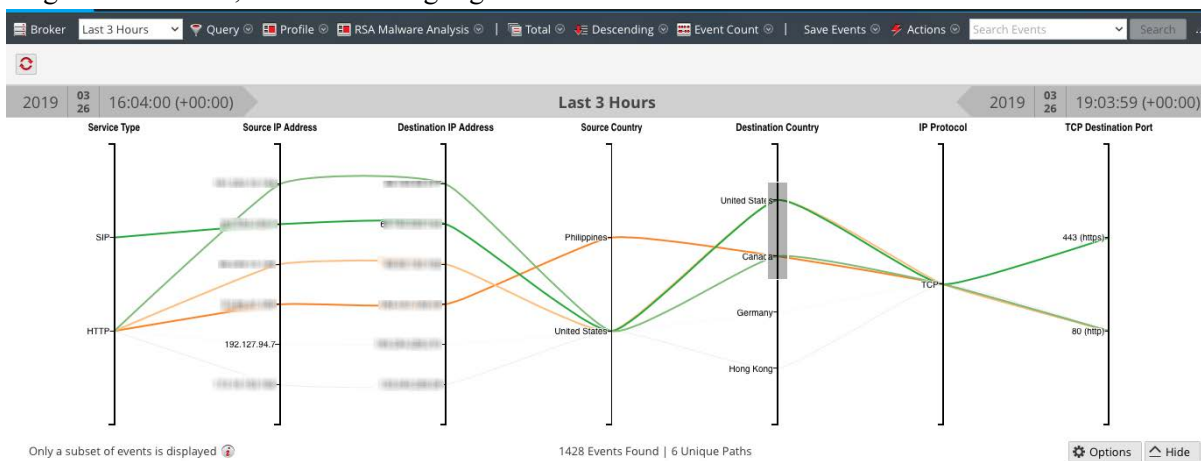 Broker Last 3 Hours Query Profile RSA Malware Analysis | Total Descending Event Count | Save Events Actions Search Events Search ...
2019 03 26 16:04:00 (+00:00) Last 3 Hours 2019 03 26 19:03:59 (+00:00)
Service Type Source IP Address Destination IP Address Source Country Destination Country IP Protocol TCP Destination Port
United States
SIP Philippines 443 (https)
Canada
TCP
Germany
HTTP United States 80 (http)
192.127.94.7
Hong Kong
Only a subset of events is displayed 1428 Events Found | 6 Unique Paths Options Hide